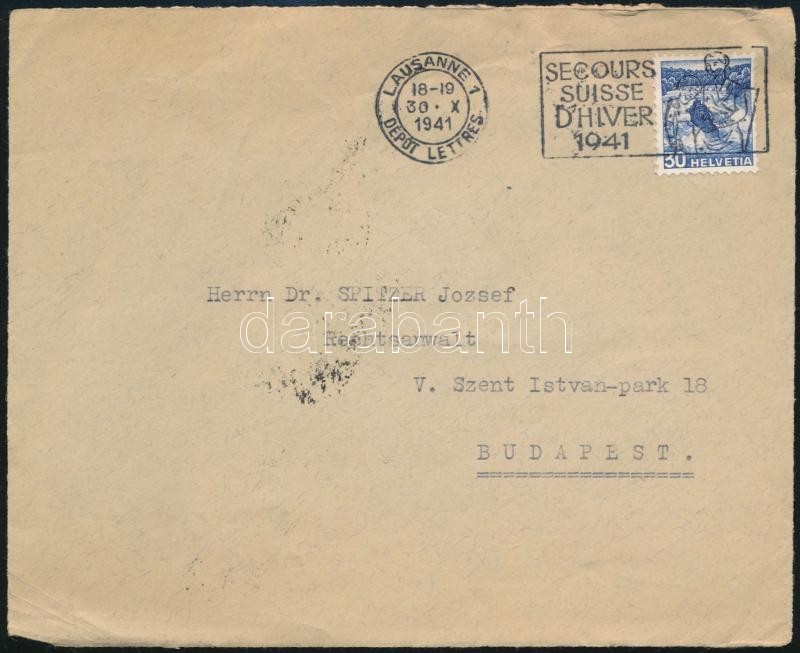 LAUSANNE 1
18-19
30 · X
1941
DÉPÔT LETTRES
SECOURS
SUISSE
D'HIVER
1941
30 HELVETIA
Herrn Dr. SPITZER Jozsef
darabanth
Rechtsanwalt
V. Szent Istvan-park 18
BUDAPEST.